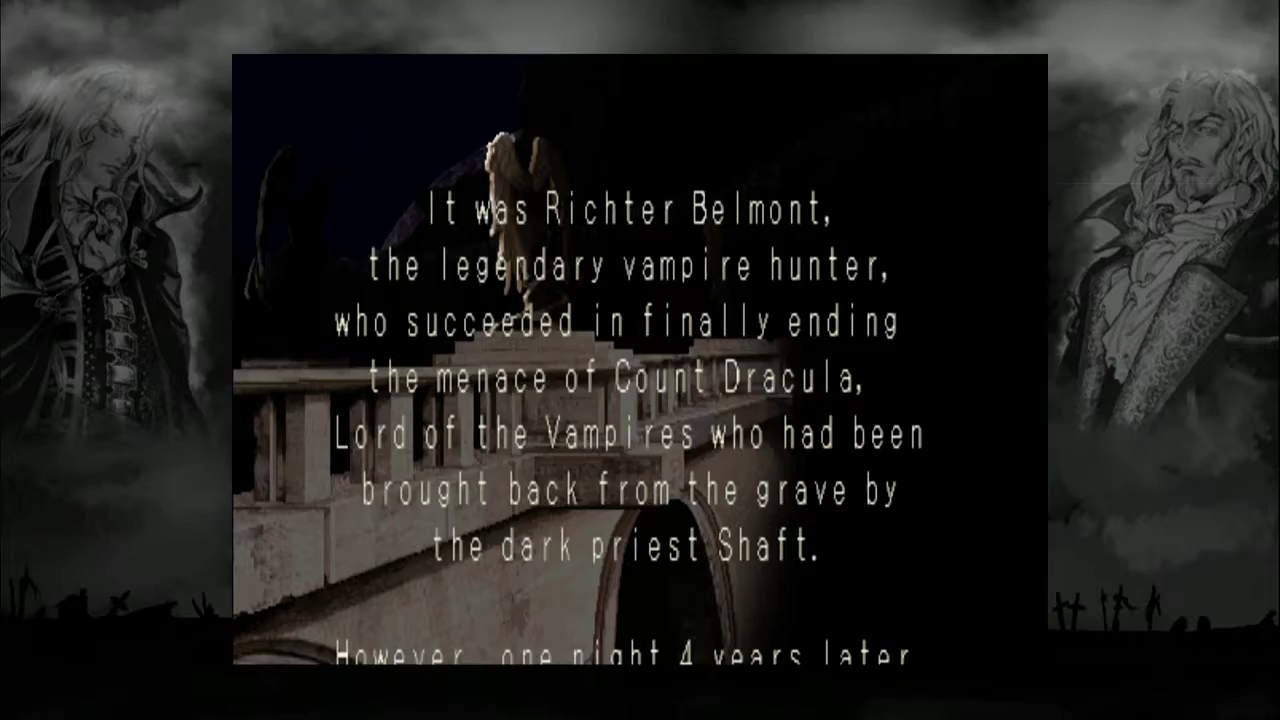 It was Richter Belmont,
the legendary vampire hunter,
who succeeded in finally ending
the menace of Count Dracula,
Lord of the Vampires who had been
brought back from the grave by
the dark priest Shaft.
However, one night 4 years later